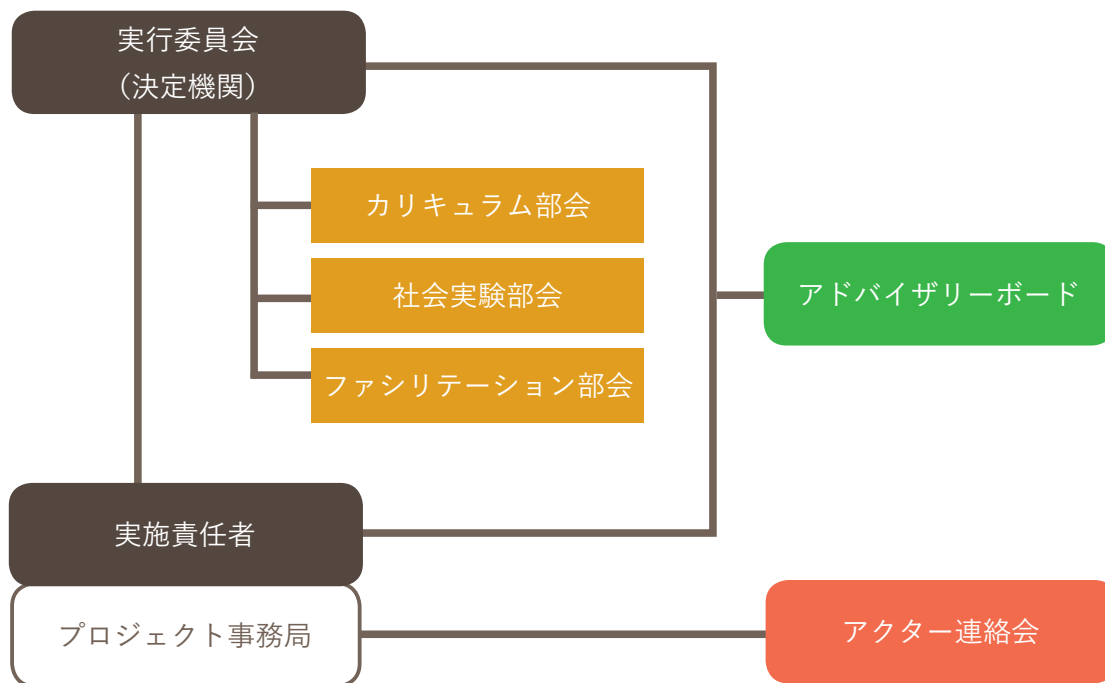 実行委員会
（決定機関）
カリキュラム部会
社会実験部会
ファシリテーション部会
アドバイザリーボード
実施責任者
プロジェクト事務局
アクター連絡会